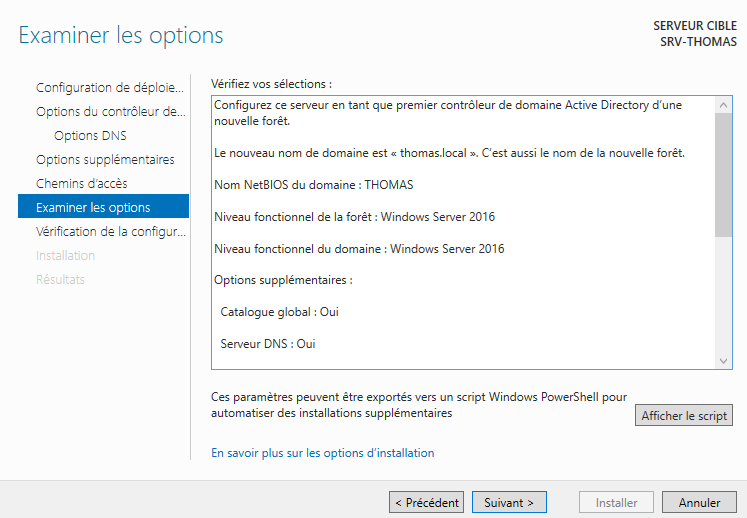 Examiner les options
SERVEUR CIBLE
SRV-THOMAS
Configuration de déploie...
Options du contrôleur de...
Options DNS
Options supplémentaires
Chemins d'accès
Examiner les options
Vérification de la configur...
Installation
Résultats
Vérifiez vos sélections :
Configurez ce serveur en tant que premier contrôleur de domaine Active Directory d'une
nouvelle forêt.
Le nouveau nom de domaine est « thomas.local ». C'est aussi le nom de la nouvelle forêt.
Nom NetBIOS du domaine : THOMAS
Niveau fonctionnel de la forêt : Windows Server 2016
Niveau fonctionnel du domaine : Windows Server 2016
Options supplémentaires :
Catalogue global : Oui
Serveur DNS : Oui
Ces paramètres peuvent être exportés vers un script Windows PowerShell pour
automatiser des installations supplémentaires
Afficher le script
En savoir plus sur les options d'installation
< Précédent
Suivant >
Installer
Annuler